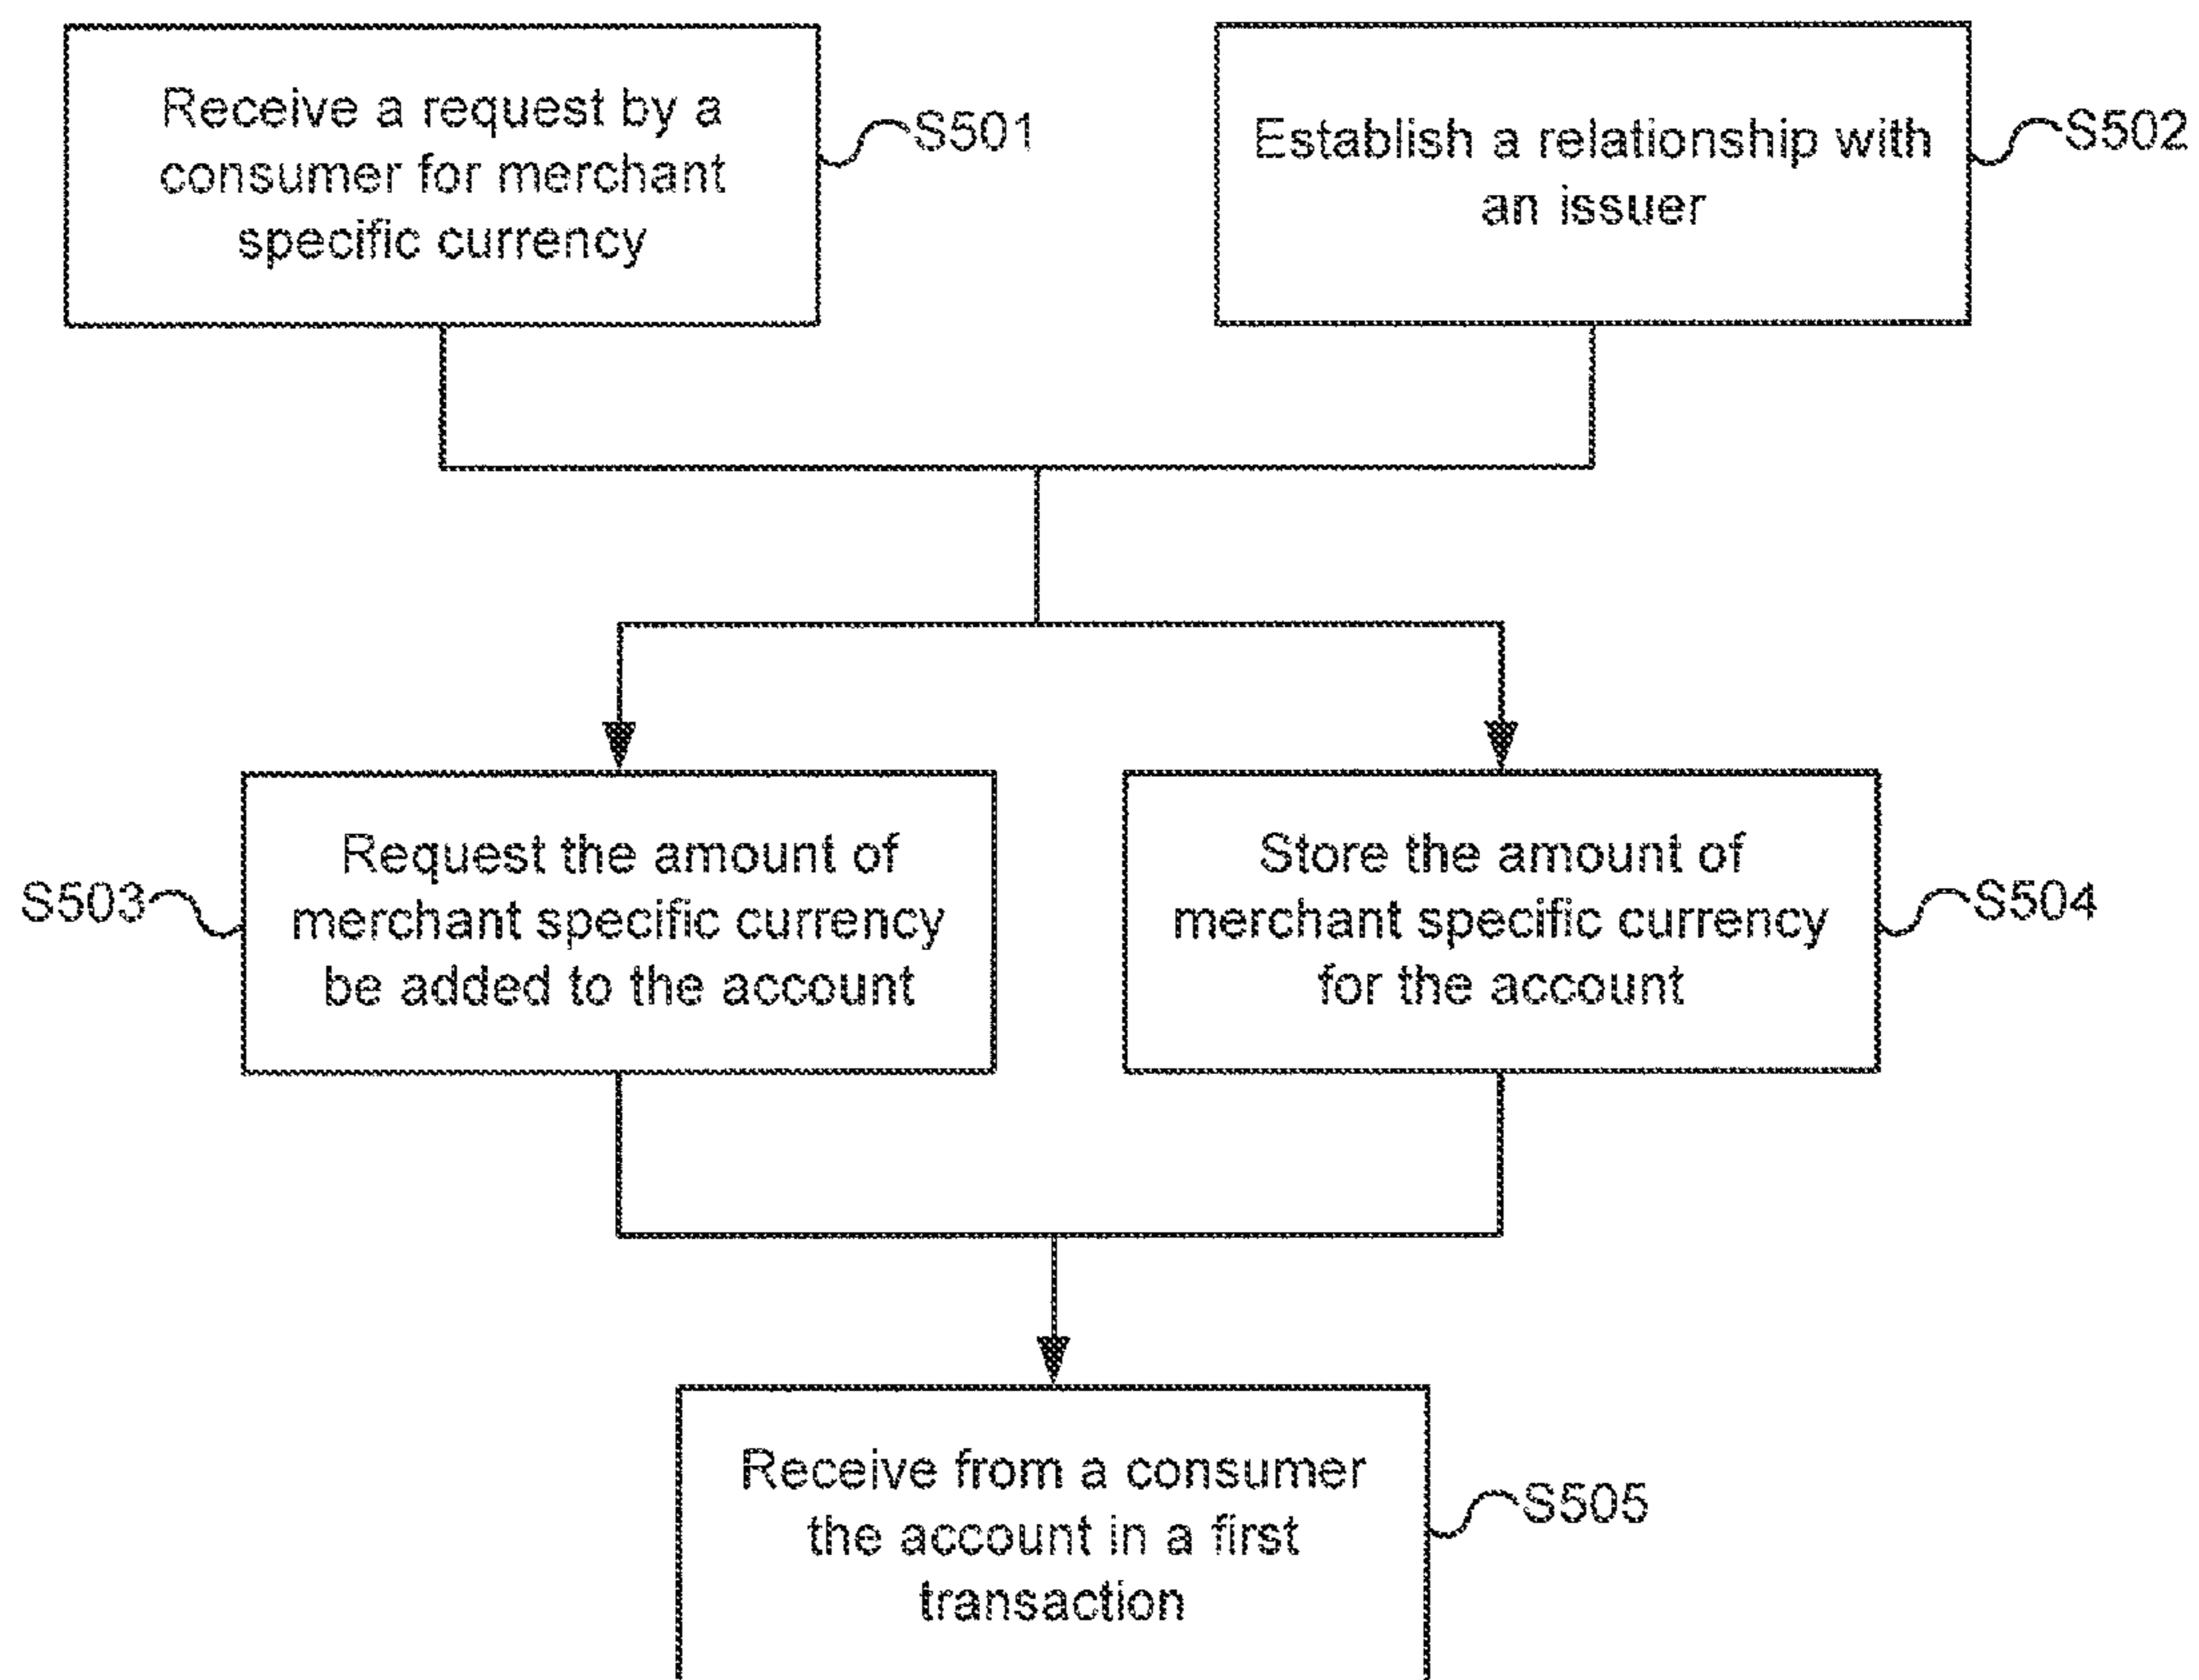 Receive a request by a
consumer for merchant
specific currency
S501
Establish a relationship with
an issuer
S502
S503
Request the amount of
merchant specific currency
be added to the account
Store the amount of
merchant specific currency
for the account
S504
Receive from a consumer
the account in a first
transaction
S505